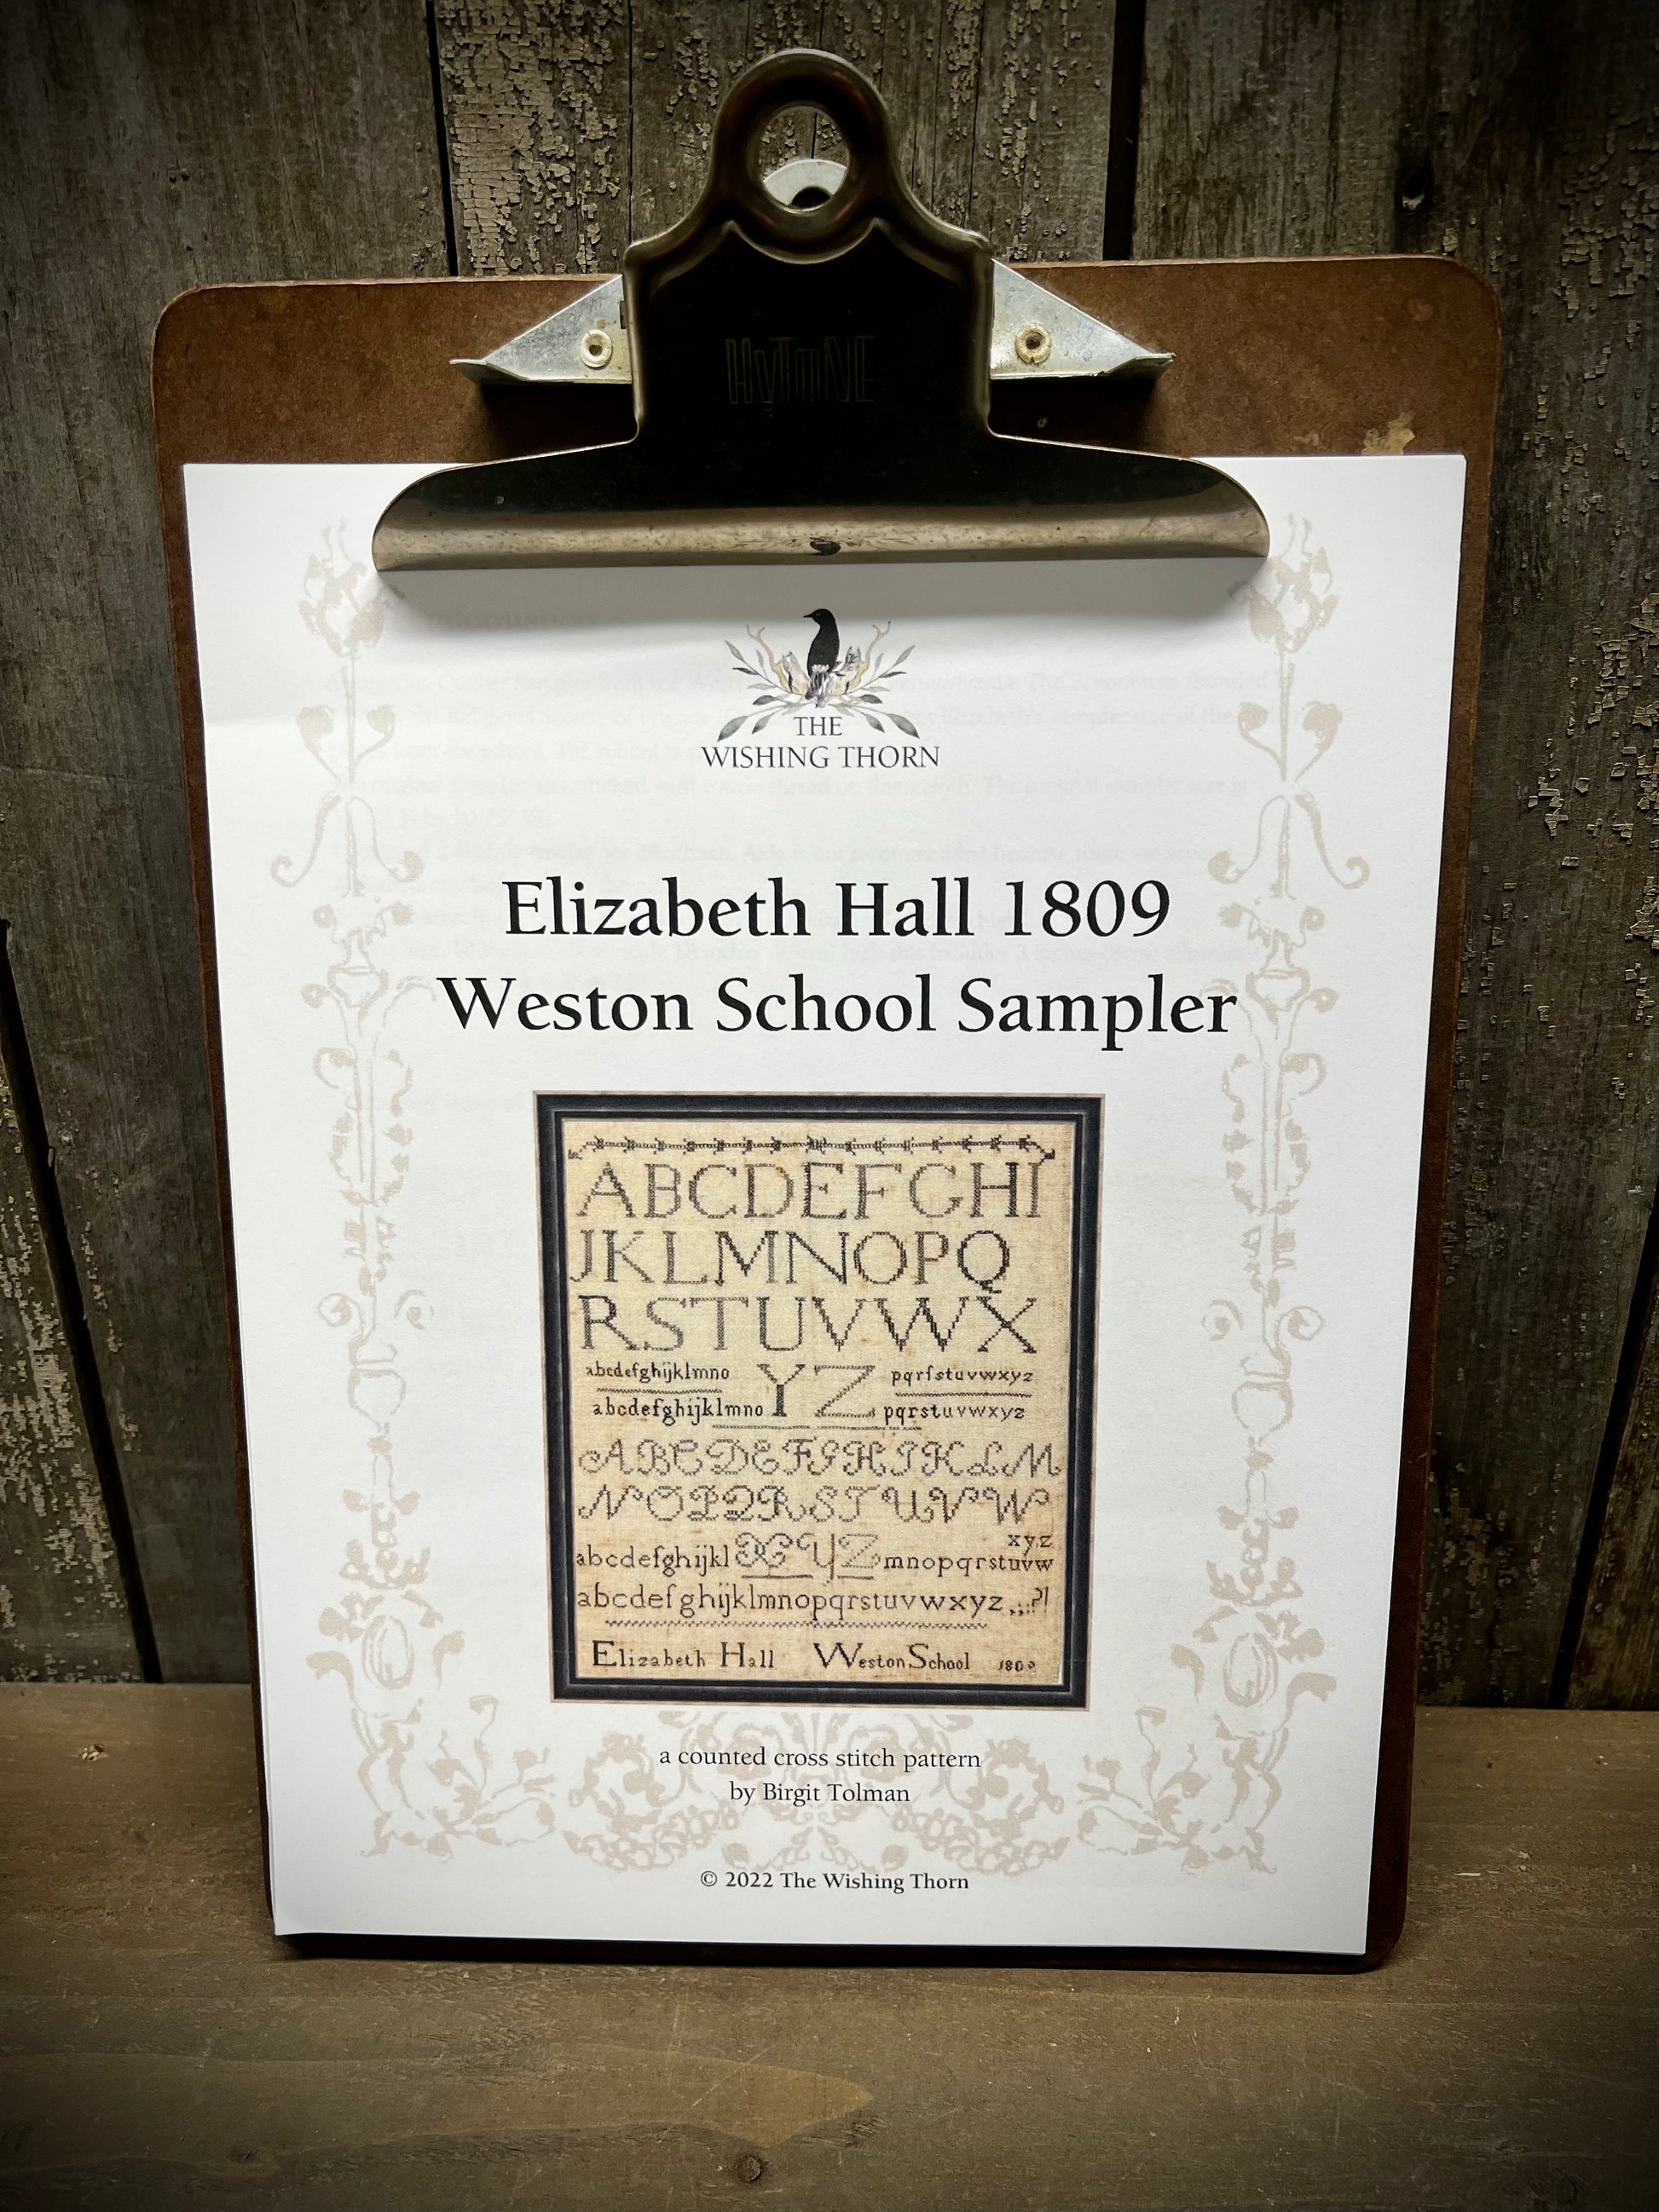 HyTONE
THE
WISHING THORN
Elizabeth Hall 1809
Weston School Sampler
ABCDEFGHI
JKLMNOPQ
RSTUVWX
abcdefghijklmno YZ pqrſstuvwxyz
abcdefghijklmno pqrstuvwxyz
ABCDEFGHIKLM
NOPQRSTUVW
xyz
abcdefghijkl XYZ mnopqrstuvw
abcdefghijklmnopqrstuvwxyz.,;:?!
Elizabeth Hall Weston School 1809
a counted cross stitch pattern
by Birgit Tolman
© 2022 The Wishing Thorn